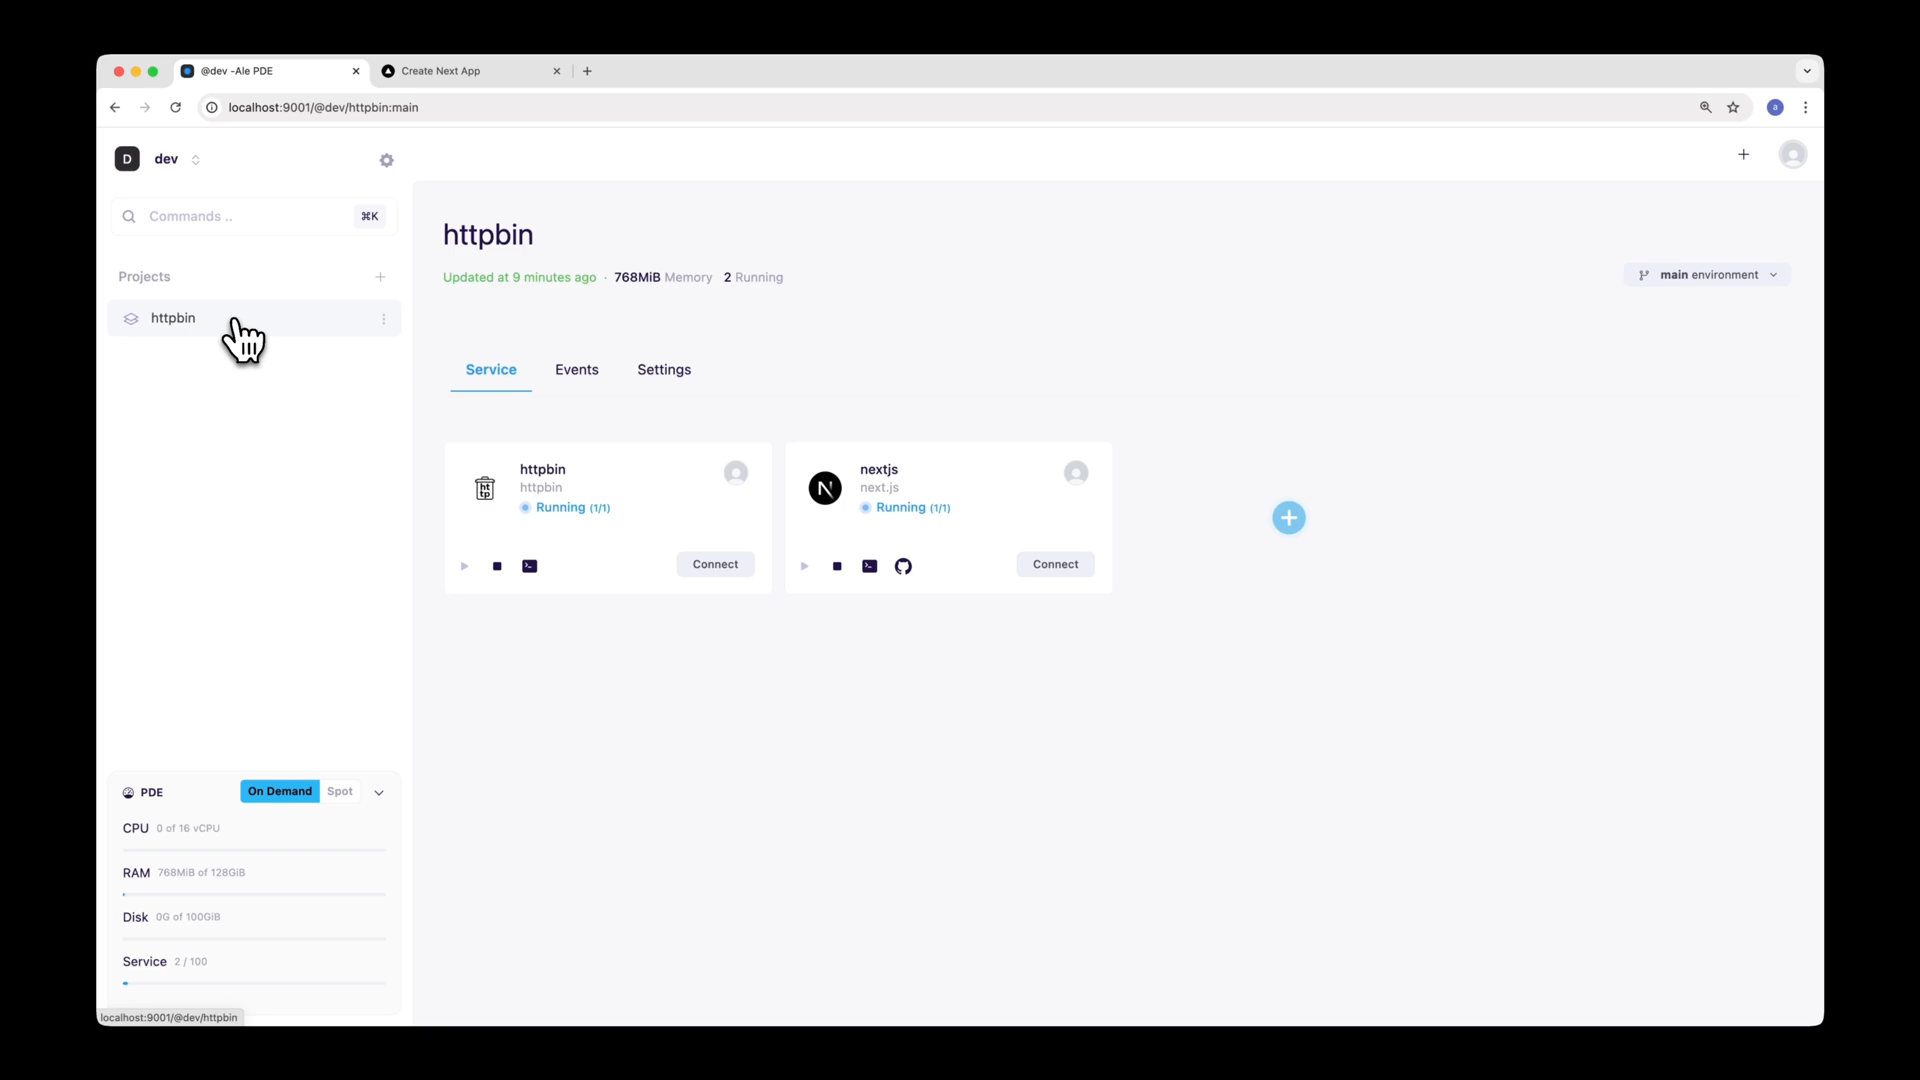 @dev -Ale PDE
Create Next App
localhost:9001/@dev/httpbin:main
a
D
dev
Commands ..
⌘K
Projects
httpbin
httpbin
Updated at 9 minutes ago · 768MiB Memory 2 Running
main environment
Service
Events
Settings
ht
tp
httpbin
httpbin
Running (1/1)
Connect
N
nextjs
next.js
Running (1/1)
Connect
PDE
On Demand
Spot
CPU 0 of 16 vCPU
RAM 768MiB of 128GiB
Disk 0G of 100GiB
Service 2 / 100
localhost:9001/@dev/httpbin